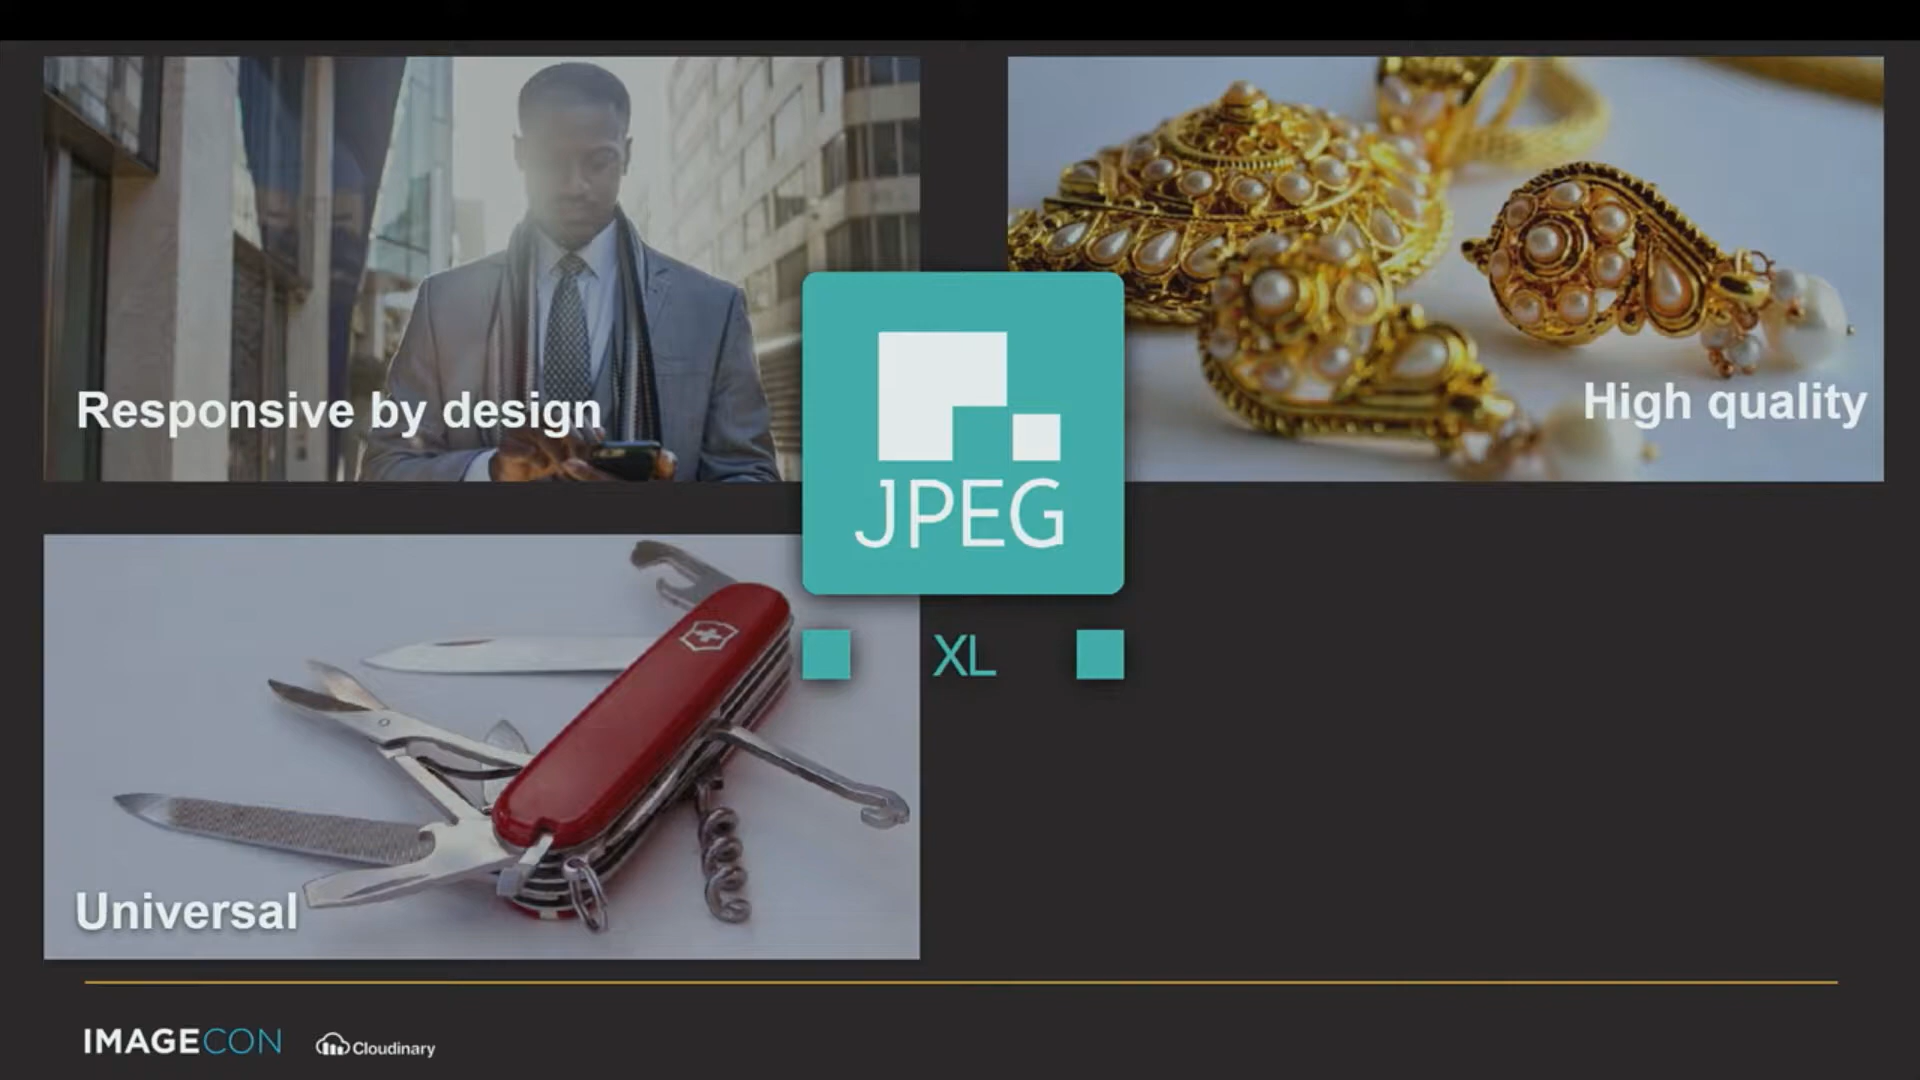 Responsive by design
High quality
JPEG
XL
Universal
IMAGECON
Cloudinary